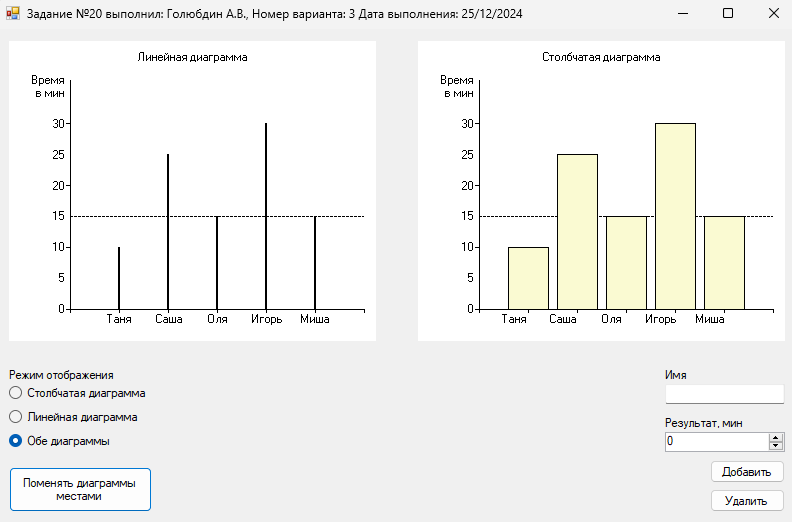 Задание №20 выполнил: Голюбдин А.В., Номер варианта: 3 Дата выполнения: 25/12/2024
Линейная диаграмма
Время
в мин
30
25
20
15
10
5
0
Таня Саша Оля Игорь Миша
Столбчатая диаграмма
Время
в мин
30
25
20
15
10
5
0
Таня Саша Оля Игорь Миша
Режим отображения
Столбчатая диаграмма
Линейная диаграмма
Обе диаграммы
Поменять диаграммы
местами
Имя
Результат, мин
0
Добавить
Удалить